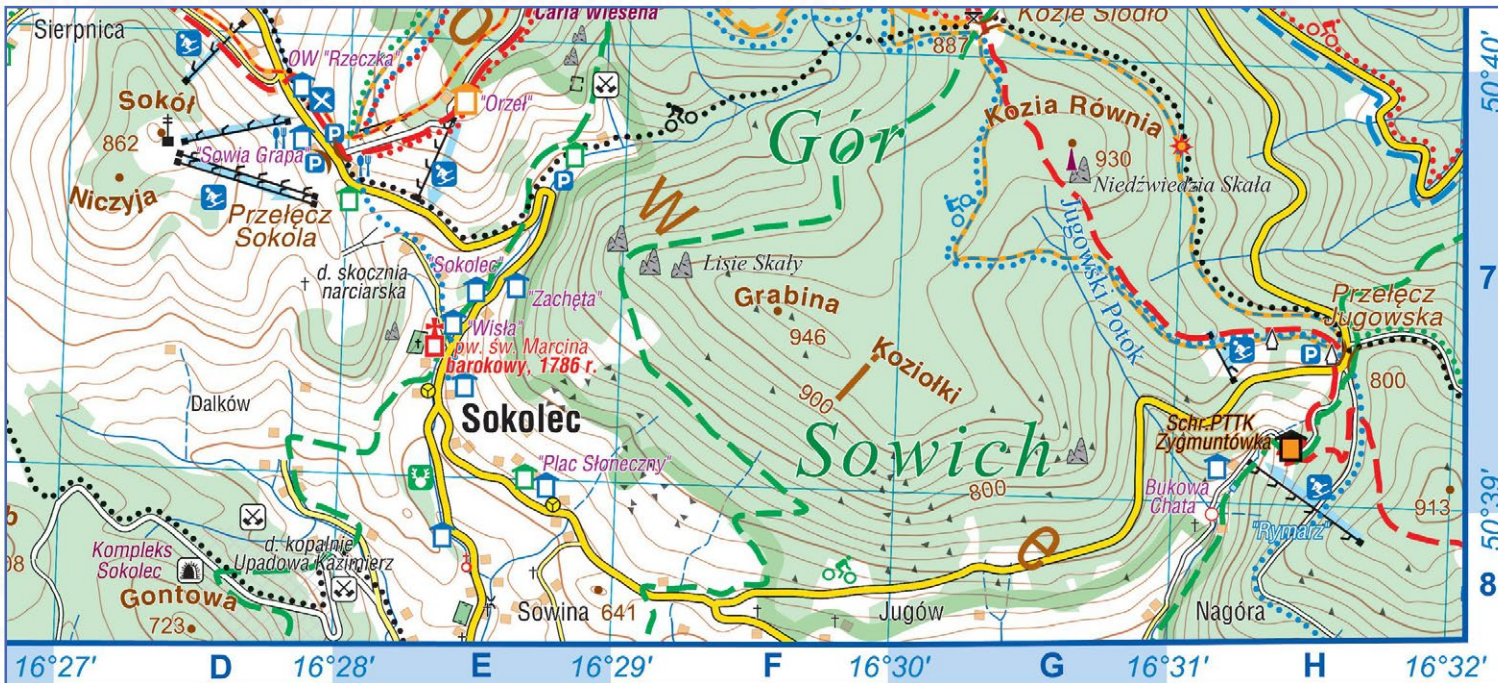 Carla Wiesena
Kozie Siodło
Sierpnica
887
OW "Rzeczka"
"Orzeł"
Sokół
862
P
"Sowia Grapa"
P
P
Niczyja
Przełęcz
Sokola
Gór
W
Kozia Równia
930
Niedźwiedzia Skała
Jugowski Potok
d. skocznia
narciarska
"Sokolec"
"Zachęta"
Lisie Skały
Grabina
946
Przełęcz
Jugowska
P
800
"Wisła"
pw. św. Marcina
barokowy, 1786 r.
Koziołki
900
Dalków
Sokolec
Sowich
800
Schr.PTTK
Zygmuntówka
"Plac Słoneczny"
Bukowa
Chata
"Rymarz"
913
e
Kompleks
Sokolec
d. kopalnie
Upadowa Kazimierz
Gontowa
723
Sowina
641
Jugów
Nagóra
50°40'
7
50°39'
8
16°27'
D
16°28'
E
16°29'
F
16°30'
G
16°31'
H
16°32'